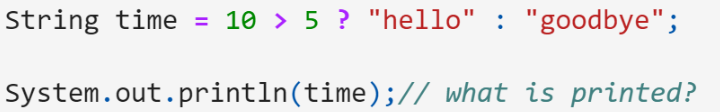 String time = 10 > 5 ? "hello" : "goodbye";
System.out.println(time);// what is printed?